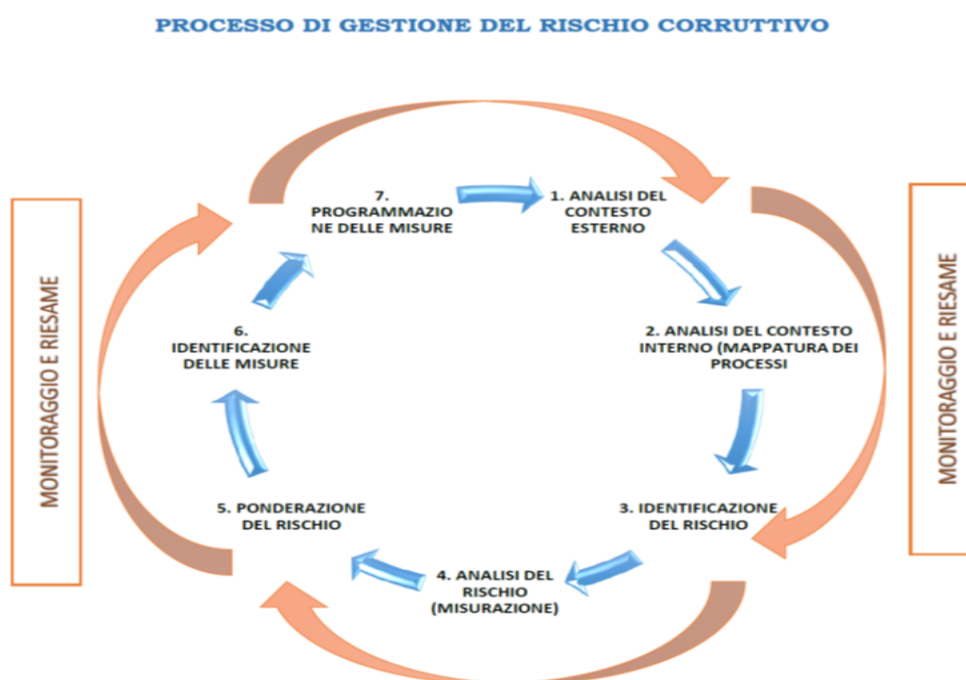 PROCESSO DI GESTIONE DEL RISCHIO CORRUTTIVO
7.
PROGRAMMAZIO
NE DELLE MISURE
1. ANALISI DEL
CONTESTO
ESTERNO
2. ANALISI DEL CONTESTO
INTERNO (MAPPATURA DEI
PROCESSI
3. IDENTIFICAZIONE
DEL RISCHIO
4. ANALISI DEL
RISCHIO
(MISURAZIONE)
5. PONDERAZIONE
DEL RISCHIO
6.
IDENTIFICAZIONE
DELLE MISURE
MONITORAGGIO E RIESAME
MONITORAGGIO E RIESAME